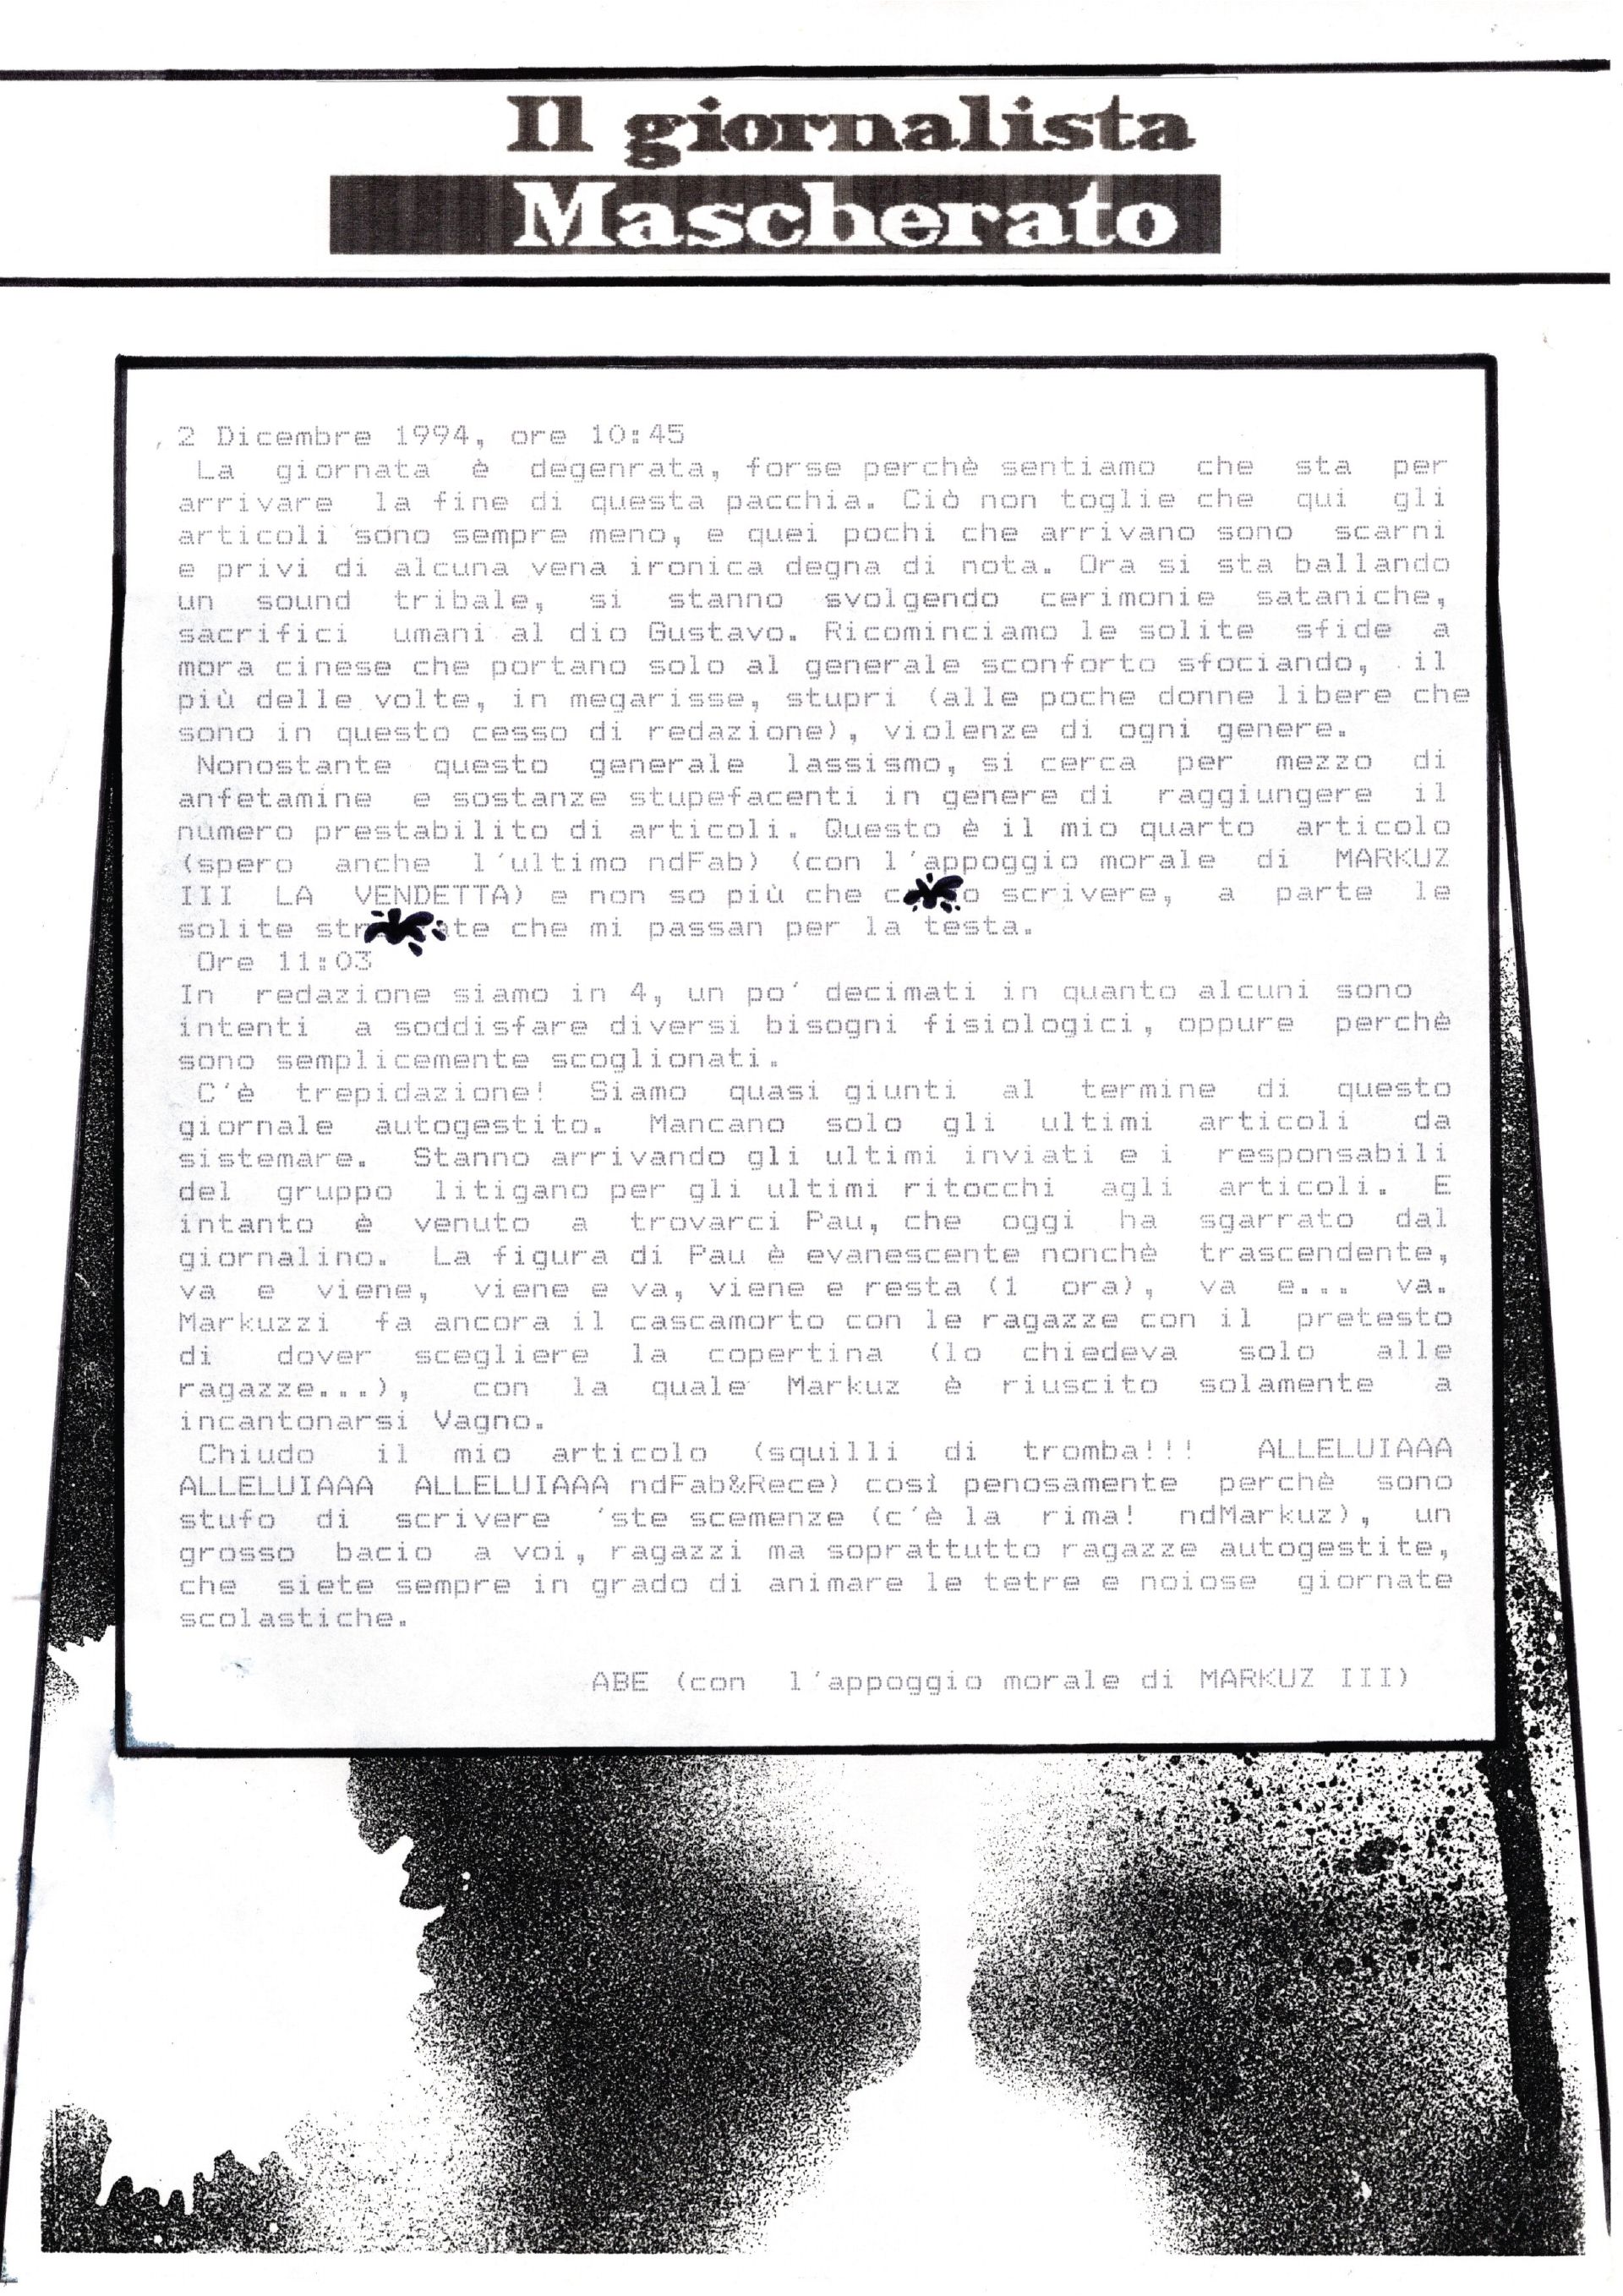 Il giornalista
Mascherato
2 Dicembre 1994, ore 10:45
La giornata è degenrata, forse perchè sentiamo che sta per
arrivare la fine di questa pacchia. Ciò non toglie che qui gli
articoli sono sempre meno, e quei pochi che arrivano sono scarni
e privi di alcuna vena ironica degna di nota. Ora si sta ballando
un sound tribale, si stanno svolgendo cerimonie sataniche,
sacrifici umani al dio Gustavo. Ricominciamo le solite sfide a
mora cinese che portano solo al generale sconforto sfociando, il
più delle volte, in megarisse, stupri (alle poche donne libere che
sono in questo cesso di redazione), violenze di ogni genere.
Nonostante questo generale lassismo, si cerca per mezzo di
anfetamine e sostanze stupefacenti in genere di raggiungere il
numero prestabilito di articoli. Questo è il mio quarto articolo
(spero anche l'ultimo ndFab) (con l'appoggio morale di MARKUZ
III LA VENDETTA) e non so più che scrivere, a parte le
solite che mi passan per la testa.
Ore 11:03
In redazione siamo in 4, un po' decimati in quanto alcuni sono
intenti a soddisfare diversi bisogni fisiologici, oppure perchè
sono semplicemente scoglionati.
C'è trepidazione! Siamo quasi giunti al termine di questo
giornale autogestito. Mancano solo gli ultimi articoli da
sistemare. Stanno arrivando gli ultimi inviati e i responsabili
del gruppo litigano per gli ultimi ritocchi agli articoli. E
intanto è venuto a trovarci Pau, che oggi ha sgarrato dal
giornalino. La figura di Pau è evanescente nonchè trascendente,
va e viene, viene e va, viene e resta (1 ora), va e... va.
Markuzzi fa ancora il cascamorto con le ragazze con il pretesto
di dover scegliere la copertina (lo chiedeva solo alle
ragazze...), con la quale Markuz è riuscito solamente a
incantonarsi Vagno.
Chiudo il mio articolo (squilli di tromba!!! ALLELUIAAA
ALLELUIAAA ALLELUIAAA ndFab&Rece) così penosamente perchè sono
stufo di scrivere 'ste scemenze (c'è la rima! ndMarkuz), un
grosso bacio a voi, ragazzi ma soprattutto ragazze autogestite,
che siete sempre in grado di animare le tetre e noiose giornate
scolastiche.
ABE (con l'appoggio morale di MARKUZ III)